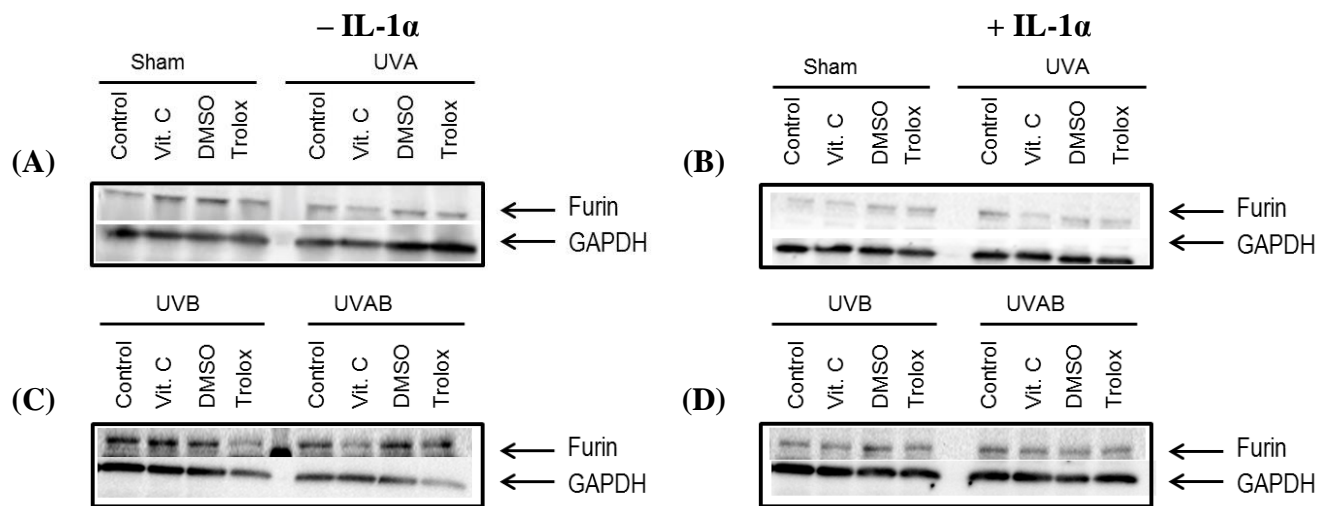 – IL-1α
Sham UVA
Control Vit. C DMSO Trolox Control Vit. C DMSO Trolox
(A)
Furin
GAPDH
+ IL-1α
Sham UVA
Control Vit. C DMSO Trolox Control Vit. C DMSO Trolox
(B)
Furin
GAPDH
UVB UVAB
Control Vit. C DMSO Trolox Control Vit. C DMSO Trolox
(C)
Furin
GAPDH
UVB UVAB
Control Vit. C DMSO Trolox Control Vit. C DMSO Trolox
(D)
Furin
GAPDH